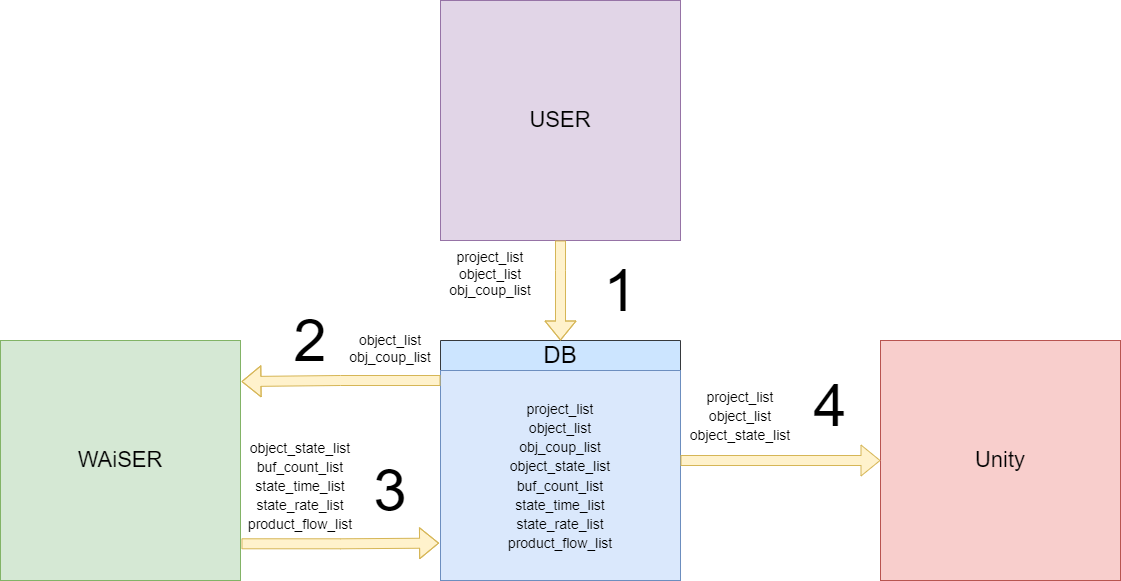 USER
project_list
object_list
obj_coup_list
1
2
object_list
obj_coup_list
DB
project_list
object_list
obj_coup_list
object_state_list
buf_count_list
state_time_list
state_rate_list
product_flow_list
project_list
object_list
object_state_list
4
WAiSER
object_state_list
buf_count_list
state_time_list
state_rate_list
product_flow_list
3
Unity